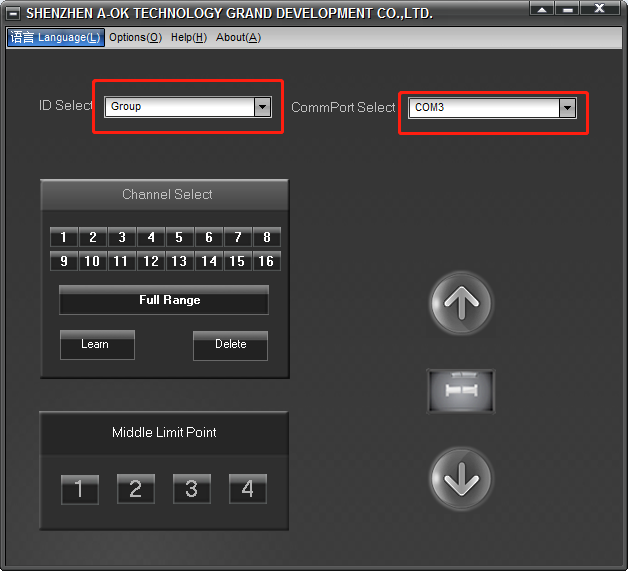 SHENZHEN A-OK TECHNOLOGY GRAND DEVELOPMENT CO.,LTD.
语言 Language(L) Options(O) Help(H) About(A)
ID Select Group CommPort Select COM3
Channel Select
1 2 3 4 5 6 7 8
9 10 11 12 13 14 15 16
Full Range
Learn Delete
Middle Limit Point
1 2 3 4